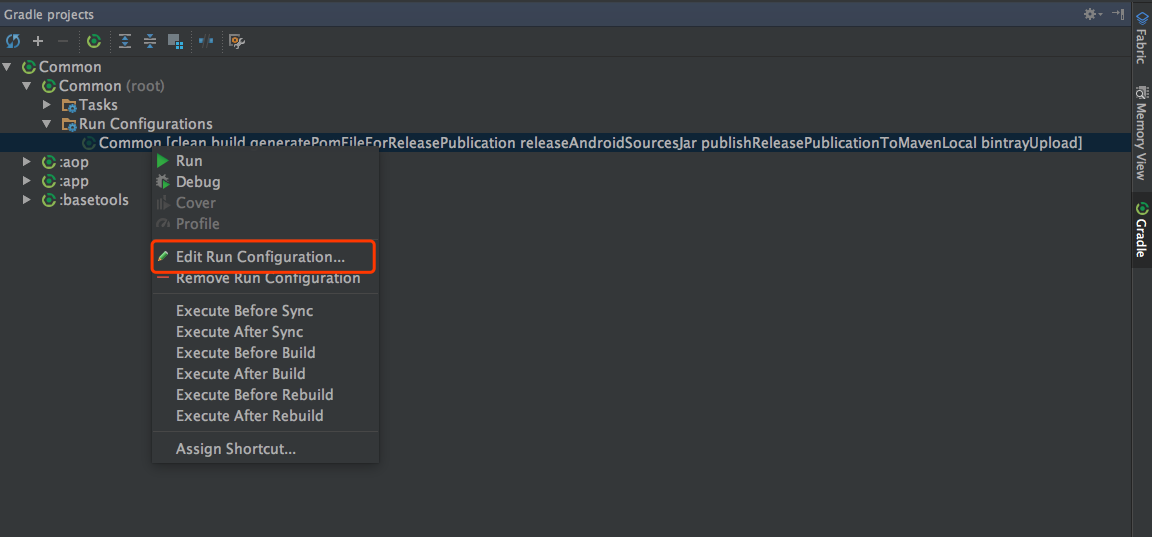 Gradle projects
Common
Common (root)
Tasks
Run Configurations
Common [clean build generatePomFileForReleasePublication releaseAndroidSourcesJar publishReleasePublicationToMavenLocal bintrayUpload]
:aop
:app
:basetools
Run
Debug
Cover
Profile
Edit Run Configuration...
Remove Run Configuration
Execute Before Sync
Execute After Sync
Execute Before Build
Execute After Build
Execute Before Rebuild
Execute After Rebuild
Assign Shortcut...
Fabric
Memory View
Gradle